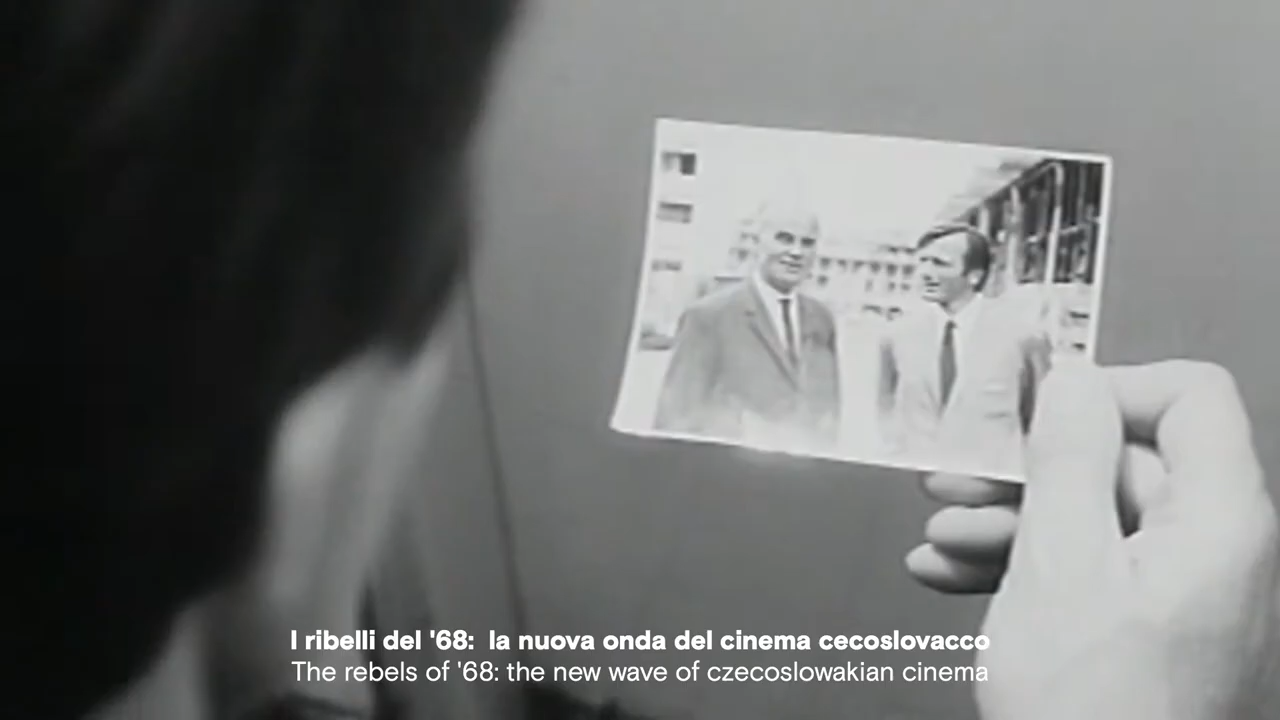 I ribelli del '68:  la nuova onda del cinema cecoslovacco
The rebels of '68: the new wave of czecoslowakian cinema